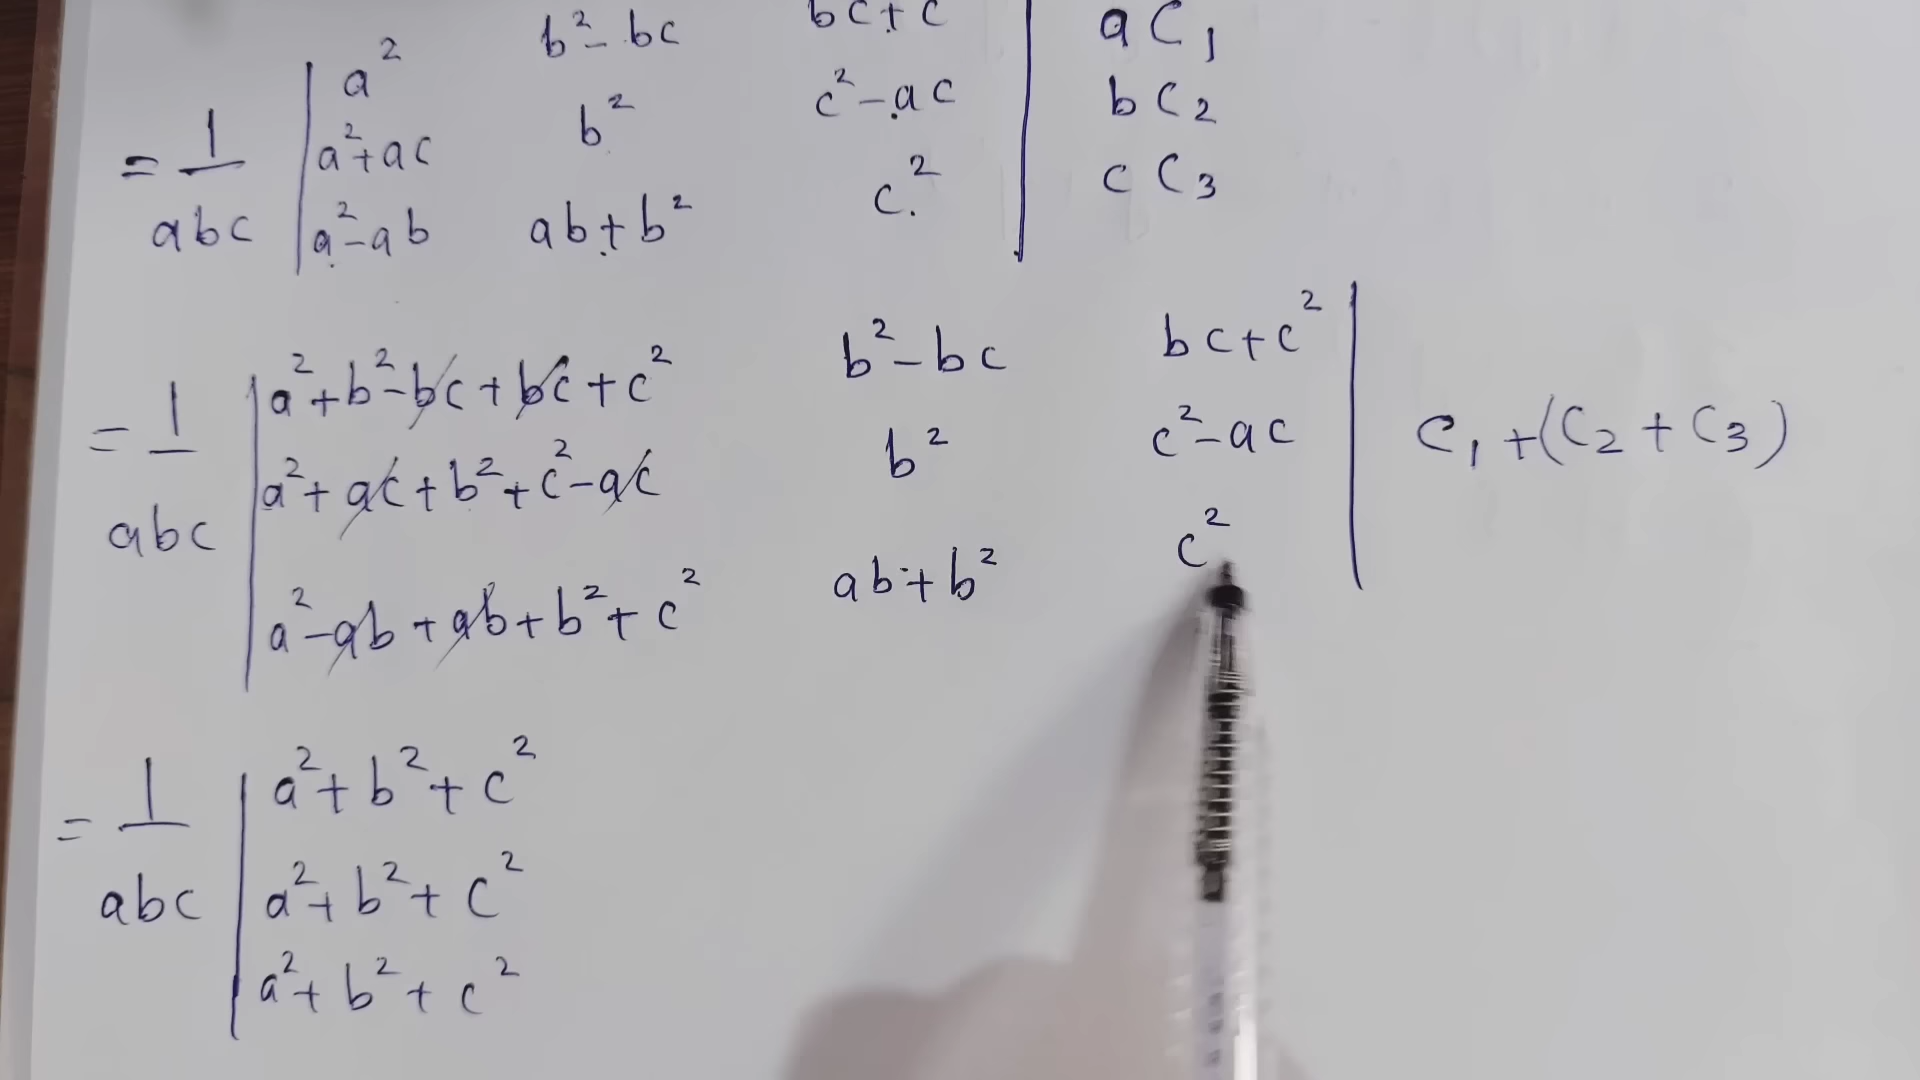 b² - bc bc + c a C₁
a² b C₂
= 1/abc | a² + ac b² c² - ac | c C₃
a² - ab ab + b² c²
a² + b² - bc + bc + c² b² - bc bc + c²
= 1/abc | a² + ac + b² + c² - ac b² c² - ac | C₁ + (C₂ + C₃)
a² - ab + ab + b² + c² ab + b² c²
a² + b² + c²
= 1/abc | a² + b² + c²
a² + b² + c²